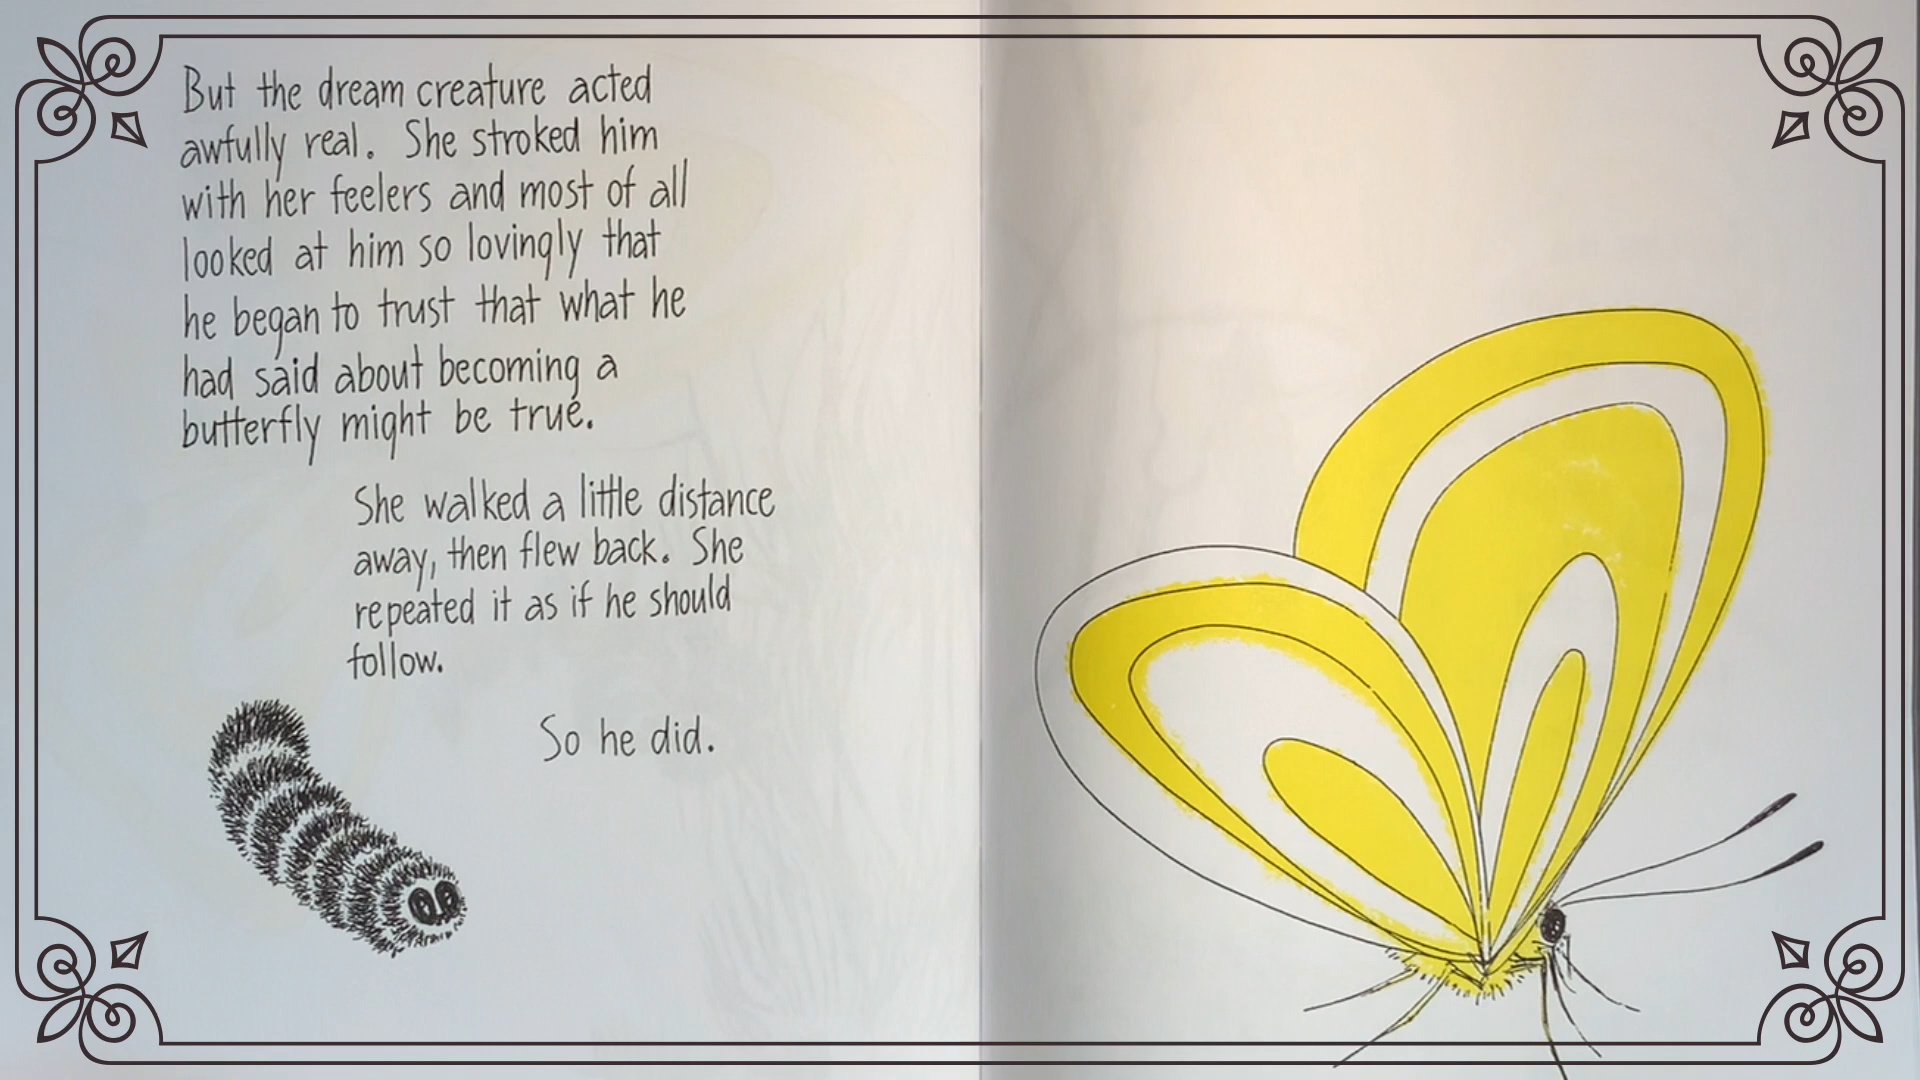 But the dream creature acted
awfully real. She stroked him
with her feelers and most of all
looked at him so lovingly that
he began to trust that what he
had said about becoming a
butterfly might be true.
She walked a little distance
away, then flew back. She
repeated it as if he should
follow.
So he did.